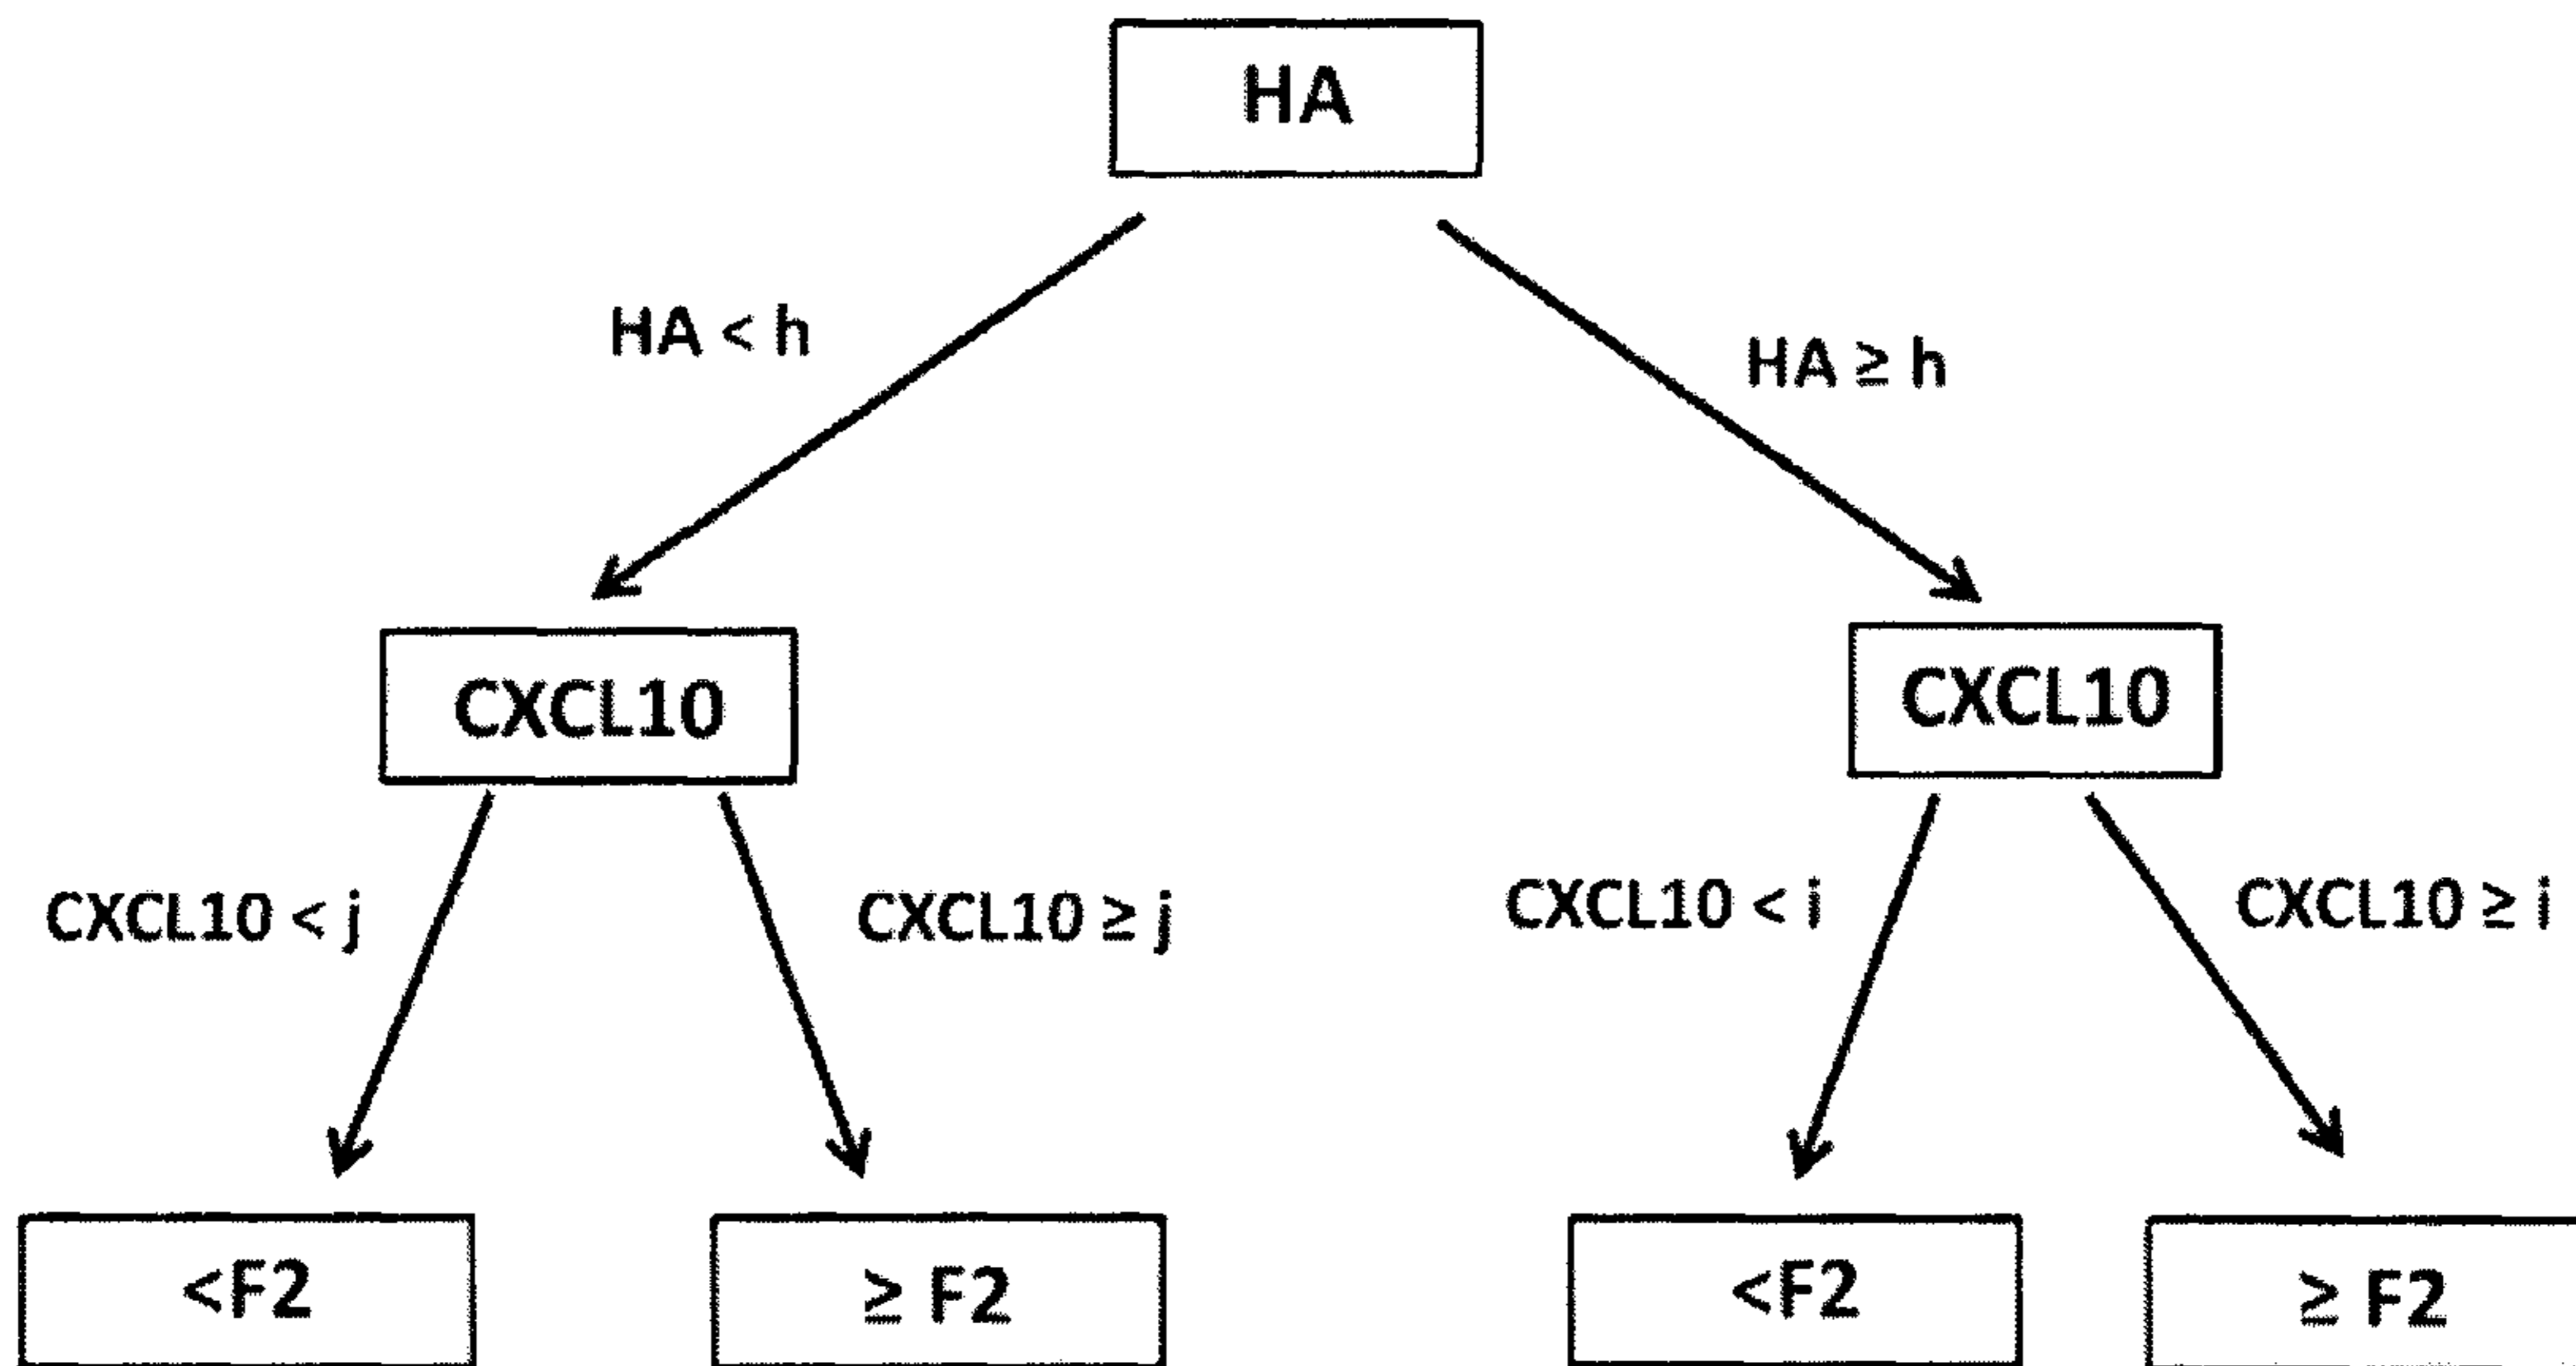 HA
HA < h
HA ≥ h
CXCL10
CXCL10
CXCL10 < j
CXCL10 ≥ j
CXCL10 < i
CXCL10 ≥ i
<F2
≥ F2
<F2
≥ F2